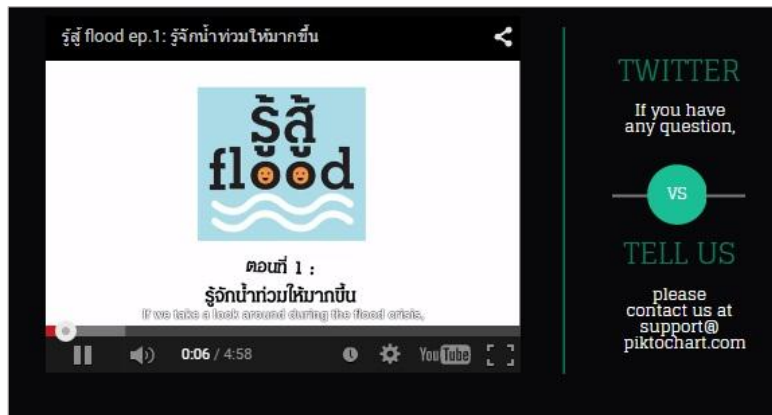 รู้สู้ flood ep.1: รู้จักน้ำท่วมให้มากขึ้น
รู้สู้
flood
ตอนที่ 1 :
รู้จักน้ำท่วมให้มากขึ้น
If we take a look around during the flood crisis,
0:06 / 4:58
YouTube
TWITTER
If you have
any question,
VS
TELL US
please
contact us at
support@
piktochart.com